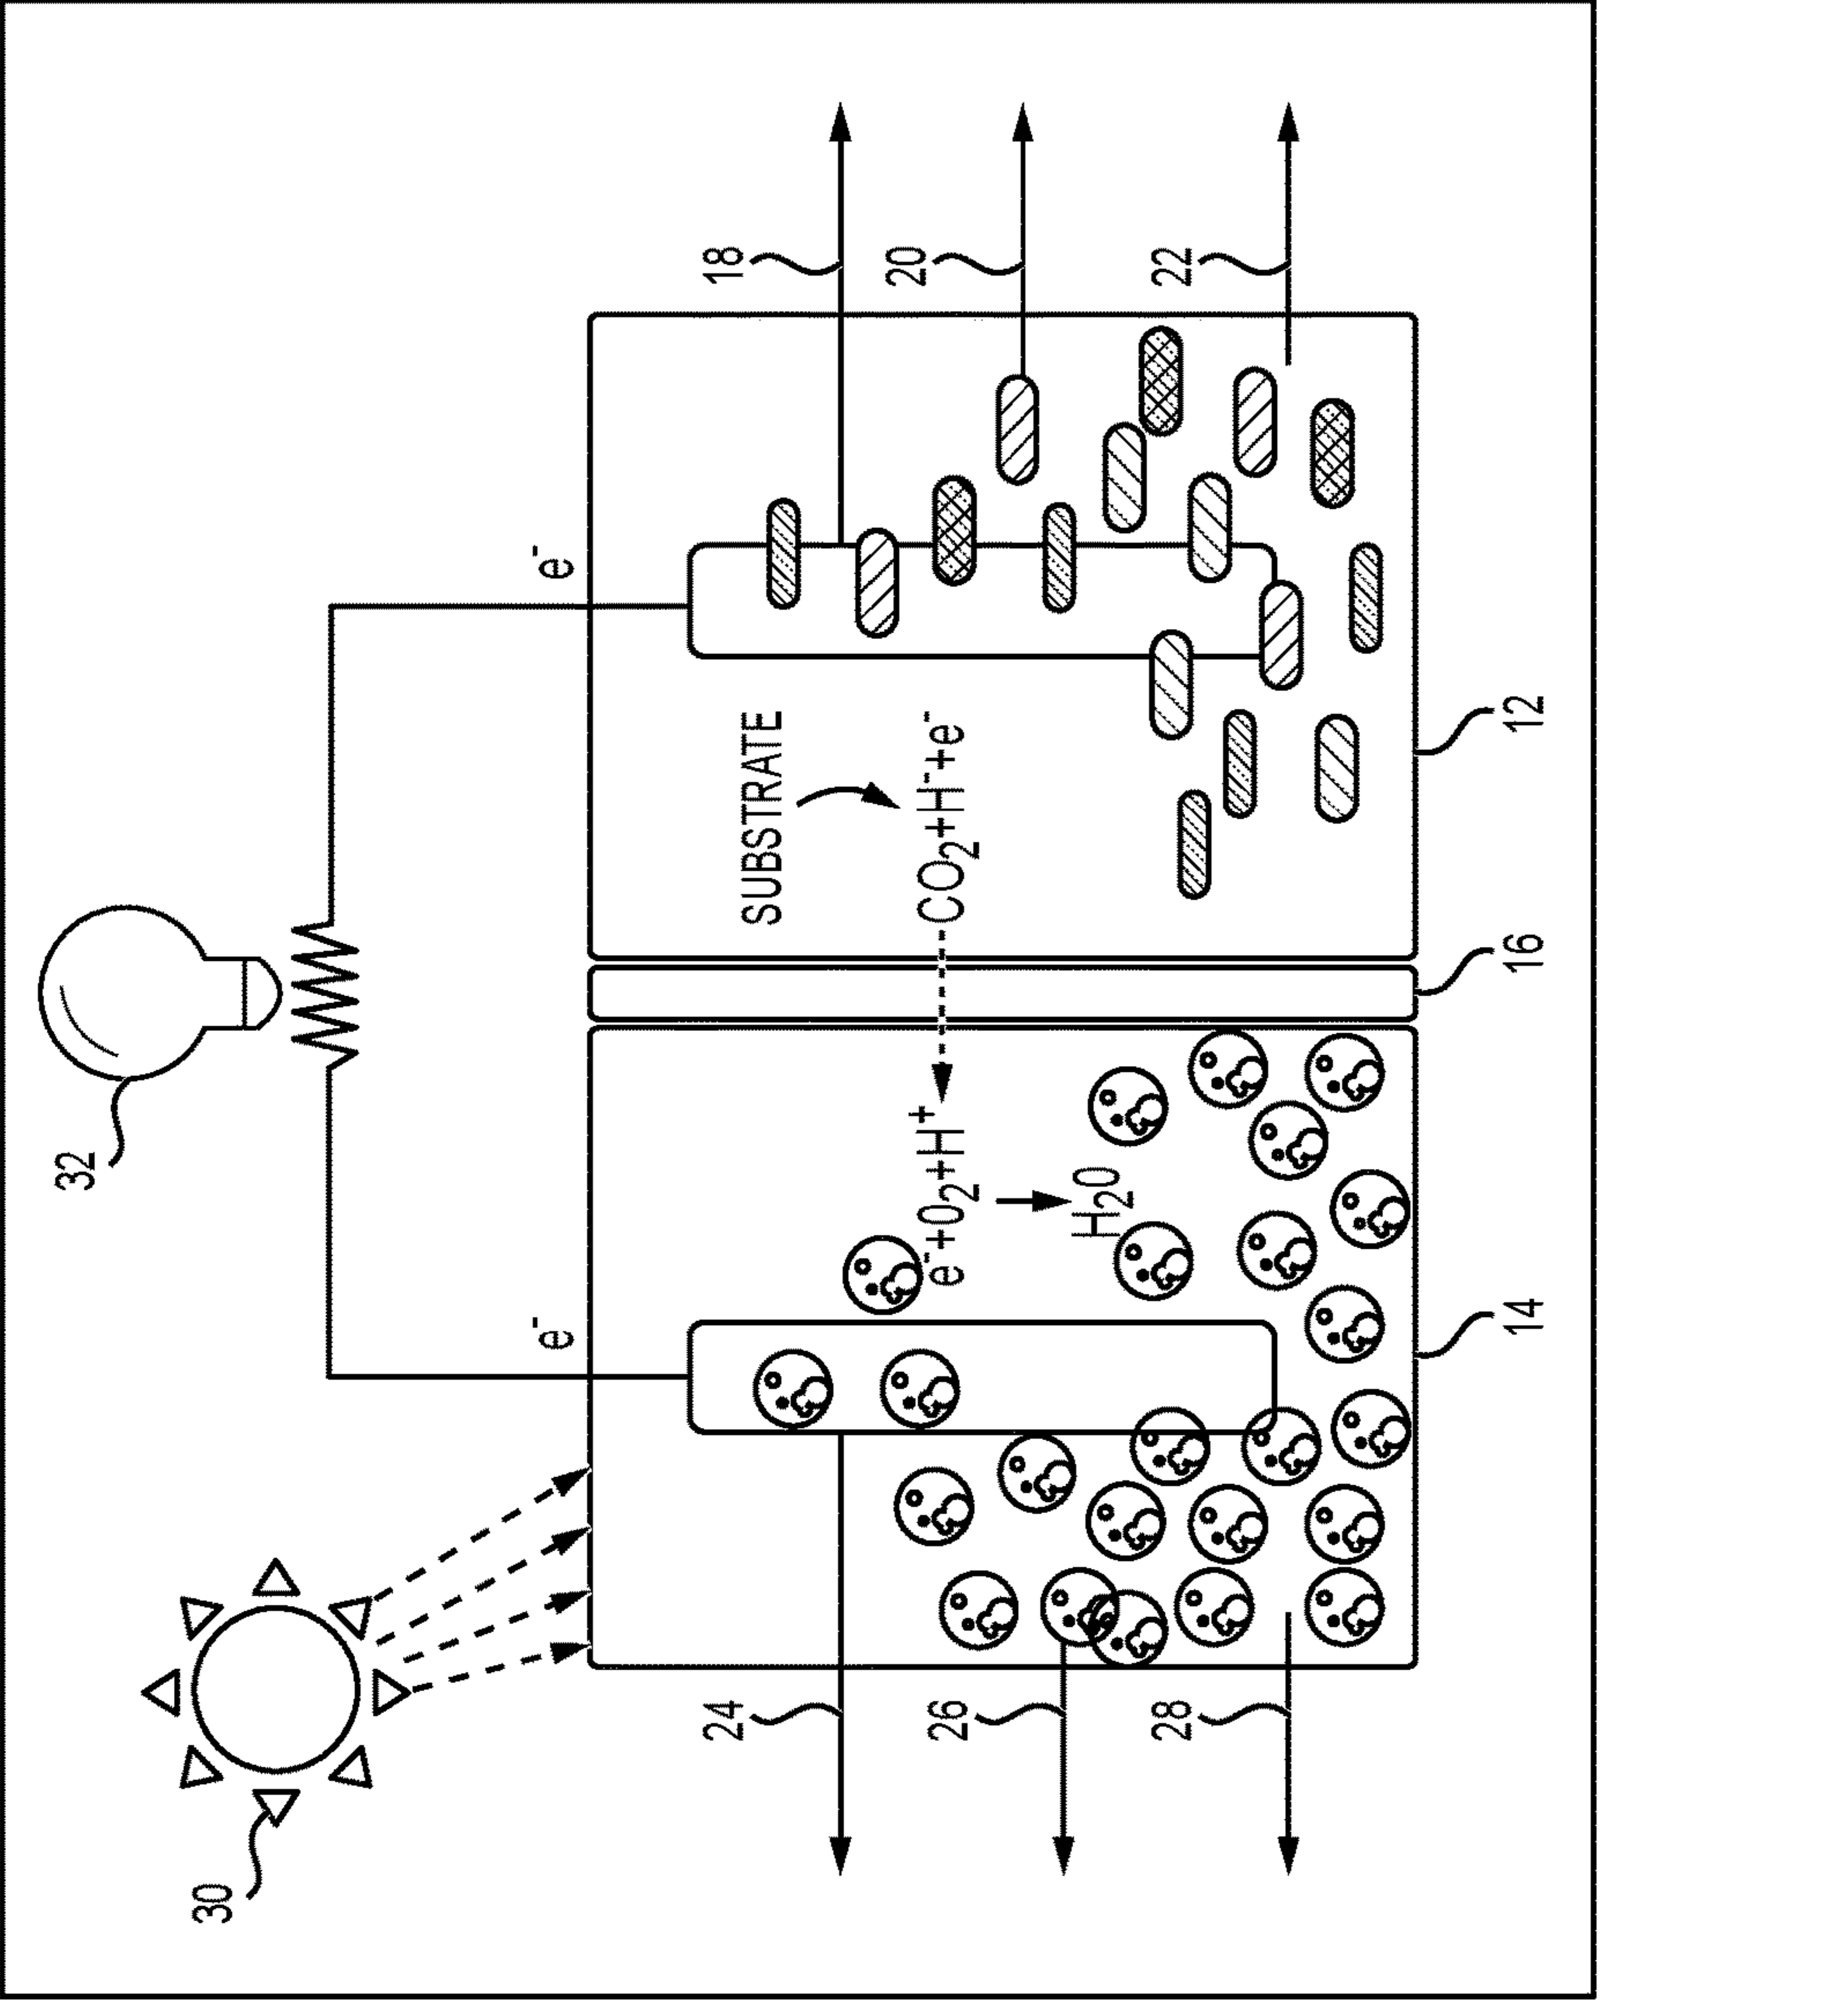 32
30
e⁻
e⁻
24
18
SUBSTRATE
20
e⁻+O₂+H⁺
CO₂+H⁻+e⁻
26
H₂O
28
22
14
16
12